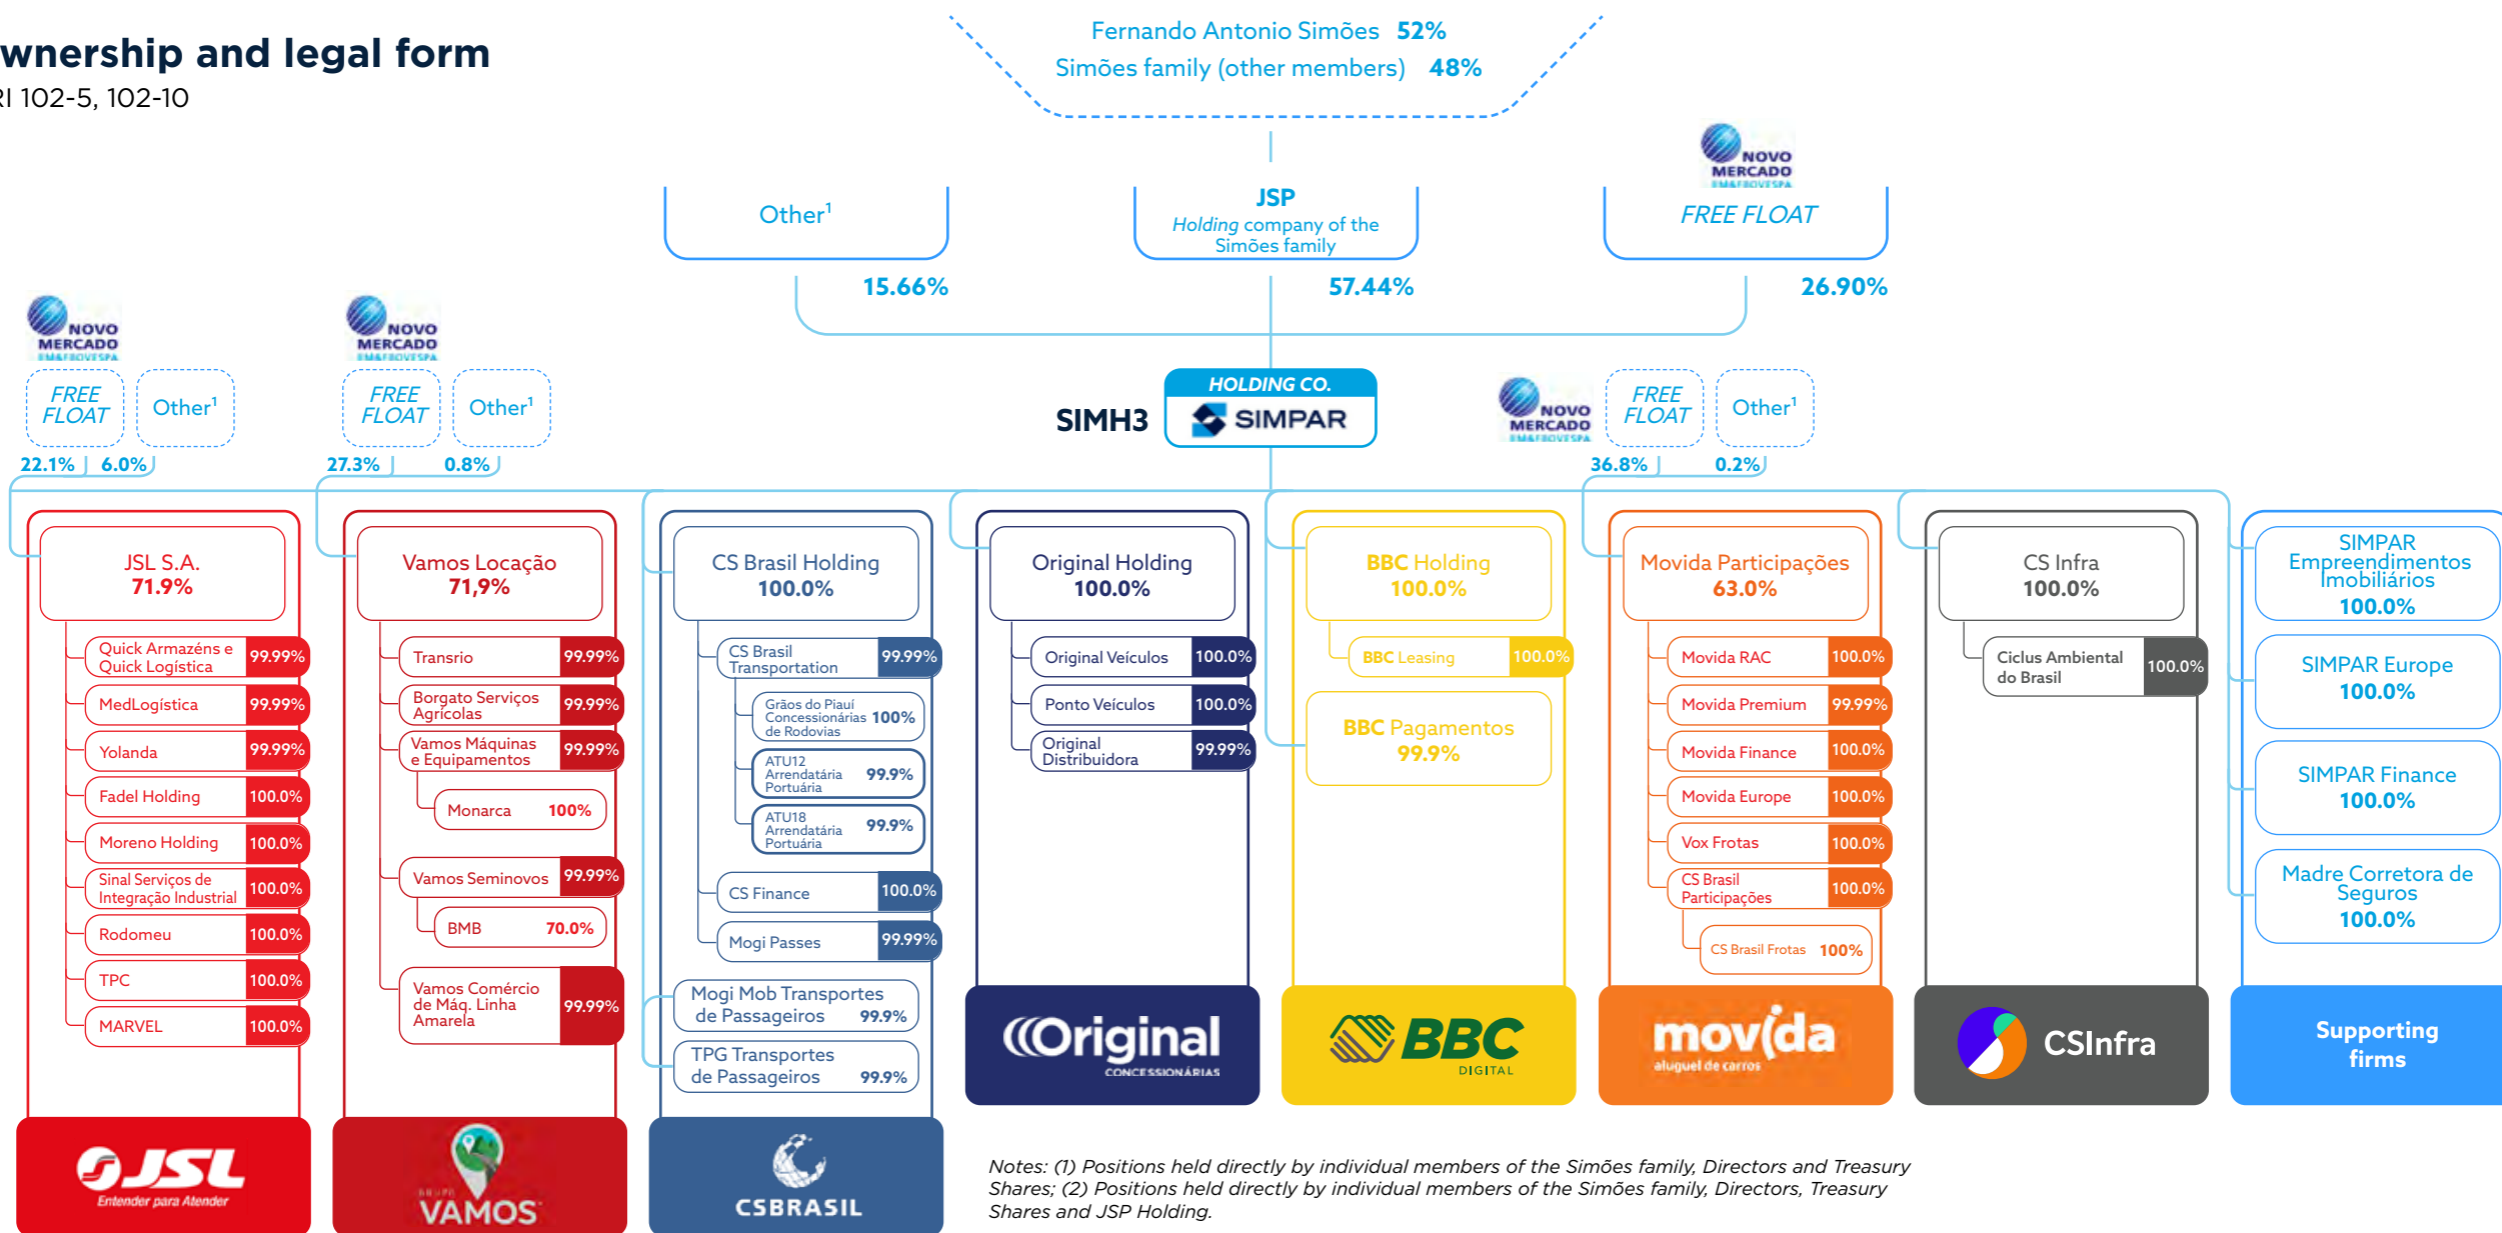 wnership and legal form
RI 102-5, 102-10
Fernando Antonio Simões 52%
Simões family (other members) 48%
Other¹
15.66%
JSP
Holding company of the
Simões family
57.44%
NOVO
MERCADO
BM&FBOVESPA
FREE FLOAT
26.90%
SIMH3
HOLDING CO.
SIMPAR
NOVO
MERCADO
BM&FBOVESPA
FREE
FLOAT
Other¹
22.1% 6.0%
NOVO
MERCADO
BM&FBOVESPA
FREE
FLOAT
Other¹
27.3% 0.8%
NOVO
MERCADO
BM&FBOVESPA
FREE
FLOAT
Other¹
36.8% 0.2%
JSL S.A.
71.9%
Quick Armazéns e
Quick Logística 99.99%
MedLogística 99.99%
Yolanda 99.99%
Fadel Holding 100.0%
Moreno Holding 100.0%
Sinal Serviços de
Integração Industrial 100.0%
Rodomeu 100.0%
TPC 100.0%
MARVEL 100.0%
JSL
Entender para Atender
Vamos Locação
71,9%
Transrio 99.99%
Borgato Serviços
Agrícolas 99.99%
Vamos Máquinas
e Equipamentos 99.99%
Monarca 100%
Vamos Seminovos 99.99%
BMB 70.0%
Vamos Comércio
de Máq. Linha
Amarela 99.99%
GRUPO
VAMOS
CS Brasil Holding
100.0%
CS Brasil
Transportation 99.99%
Grãos do Piauí
Concessionárias
de Rodovias 100%
ATU12
Arrendatária
Portuária 99.9%
ATU18
Arrendatária
Portuária 99.9%
CS Finance 100.0%
Mogi Passes 99.99%
Mogi Mob Transportes
de Passageiros 99.9%
TPG Transportes
de Passageiros 99.9%
CSBRASIL
Original Holding
100.0%
Original Veículos 100.0%
Ponto Veículos 100.0%
Original
Distribuidora 99.99%
Original
CONCESSIONÁRIAS
BBC Holding
100.0%
BBC Leasing 100.0%
BBC Pagamentos
99.9%
BBC
DIGITAL
Movida Participações
63.0%
Movida RAC 100.0%
Movida Premium 99.99%
Movida Finance 100.0%
Movida Europe 100.0%
Vox Frotas 100.0%
CS Brasil
Participações 100.0%
CS Brasil Frotas 100%
movida
aluguel de carros
CS Infra
100.0%
Ciclus Ambiental
do Brasil 100.0%
CSInfra
SIMPAR
Empreendimentos
Imobiliários
100.0%
SIMPAR Europe
100.0%
SIMPAR Finance
100.0%
Madre Corretora de
Seguros
100.0%
Supporting
firms
Notes: (1) Positions held directly by individual members of the Simões family, Directors and Treasury
Shares; (2) Positions held directly by individual members of the Simões family, Directors, Treasury
Shares and JSP Holding.